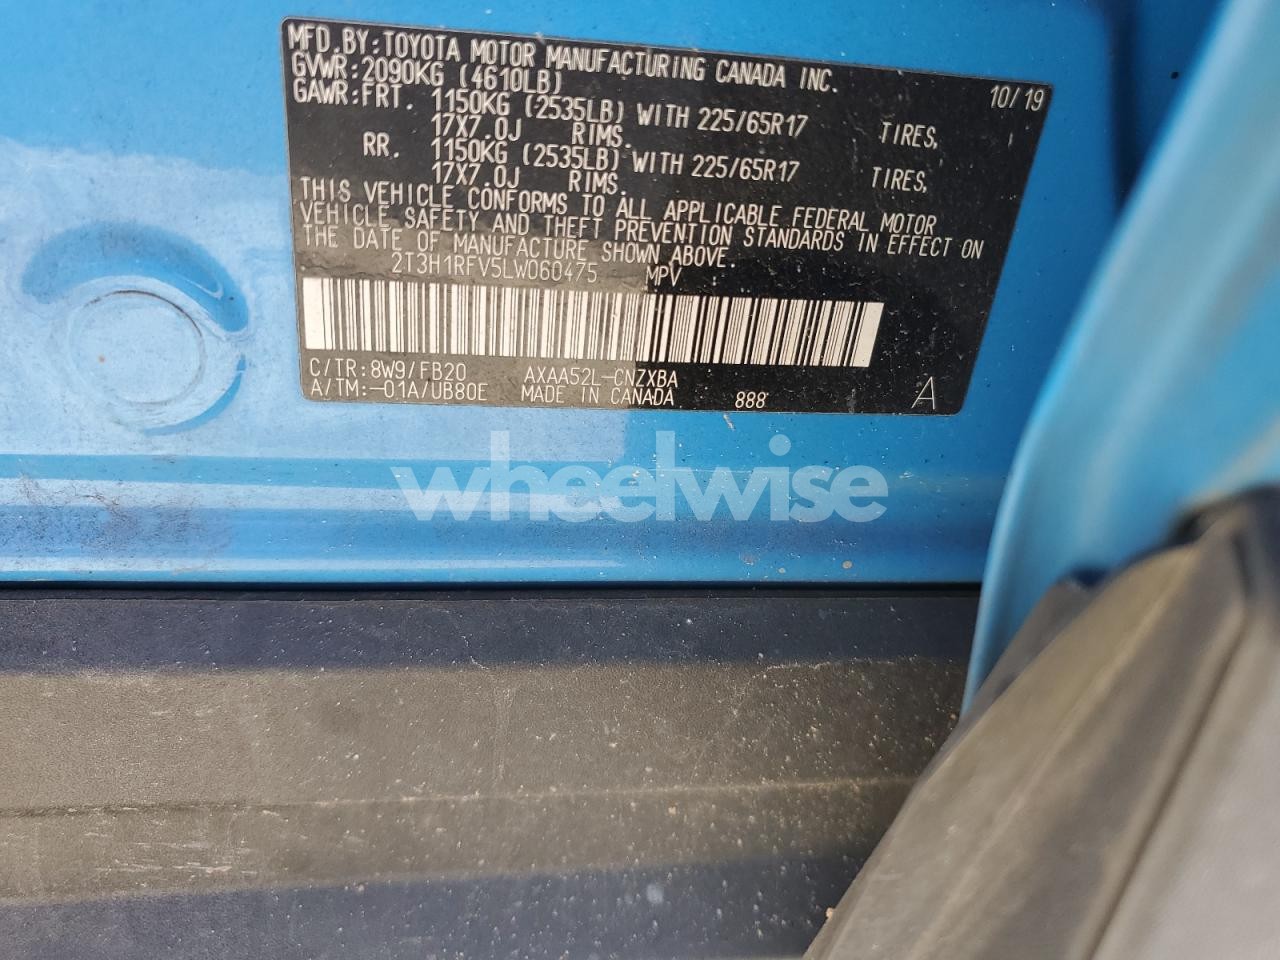 MFD.BY:TOYOTA MOTOR MANUFACTURING CANADA INC. 10/19
GVWR:2090KG (4610LB)
GAWR:FRT. 1150KG (2535LB) WITH 225/65R17 TIRES,
17X7.0J RIMS.
RR. 1150KG (2535LB) WITH 225/65R17 TIRES,
17X7.0J RIMS.
THIS VEHICLE CONFORMS TO ALL APPLICABLE FEDERAL MOTOR
VEHICLE SAFETY AND THEFT PREVENTION STANDARDS IN EFFECT ON
THE DATE OF MANUFACTURE SHOWN ABOVE.
2T3H1RFV5LW060475 MPV
C/TR:8W9/FB20 AXAA52L-CNZXBA
A/TM:-01A/UB80E MADE IN CANADA 888 A
wheelwise